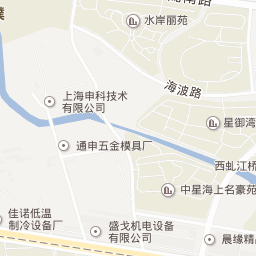 水岸丽苑
海波路
上海申科技术
有限公司
星御湾
通申五金模具厂
西虬江桥
中星海上名豪苑
佳诺低温
制冷设备厂
盛戈机电设备
有限公司
晨缘精品